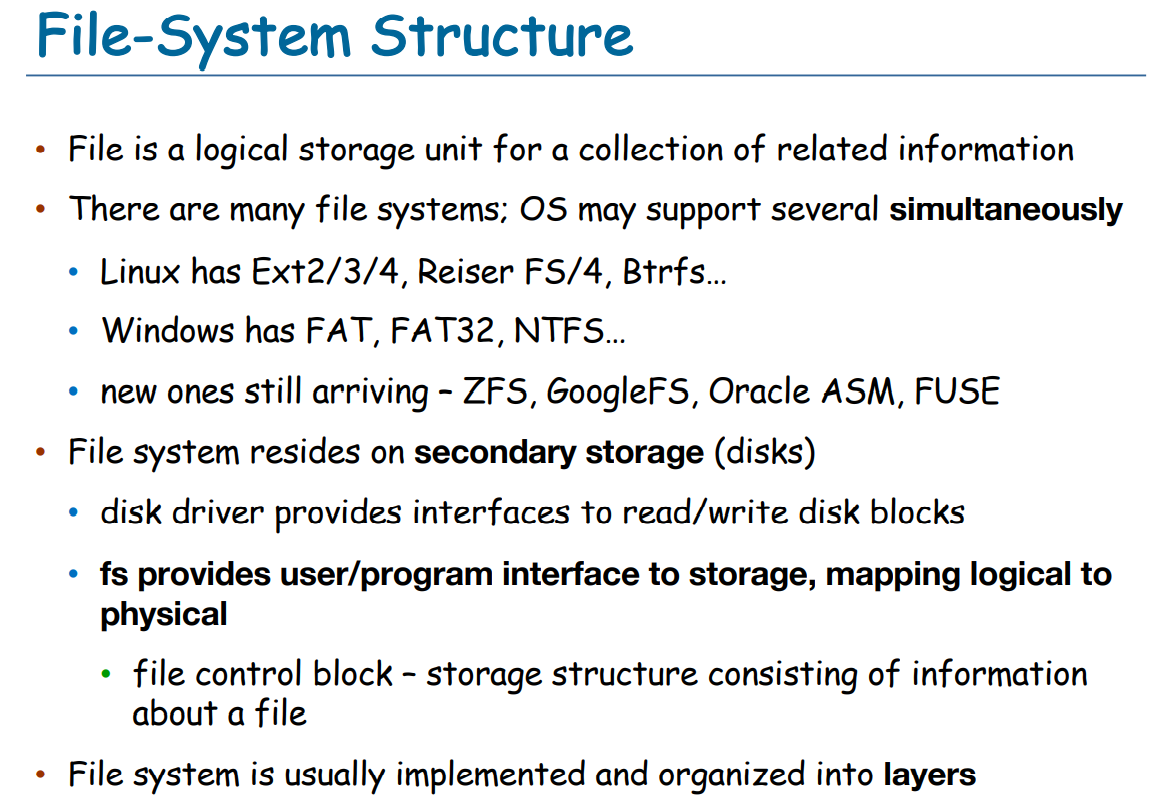 File-System Structure
• File is a logical storage unit for a collection of related information
• There are many file systems; OS may support several simultaneously
• Linux has Ext2/3/4, Reiser FS/4, Btrfs…
• Windows has FAT, FAT32, NTFS…
• new ones still arriving – ZFS, GoogleFS, Oracle ASM, FUSE
• File system resides on secondary storage (disks)
• disk driver provides interfaces to read/write disk blocks
• fs provides user/program interface to storage, mapping logical to
physical
• file control block – storage structure consisting of information
about a file
• File system is usually implemented and organized into layers